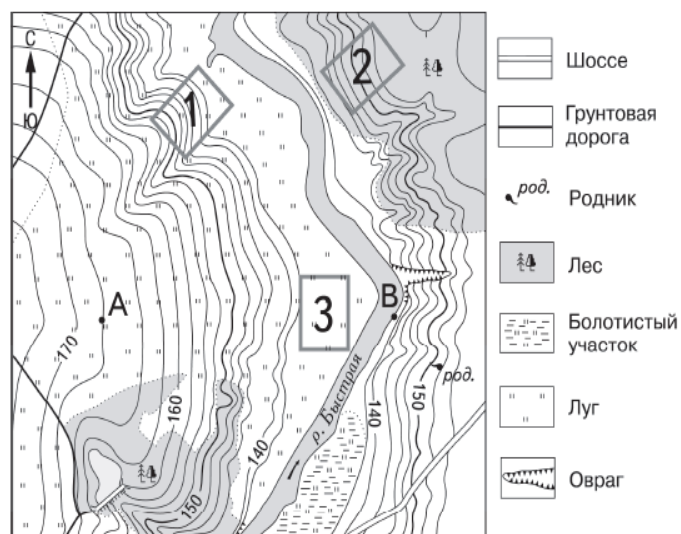 С
Ю
1
2
А
3
В
170
160
140
150
140
150
род.
р. Быстрая
Шоссе
Грунтовая
дорога
род.
Родник
Лес
Болотистый
участок
Луг
Овраг